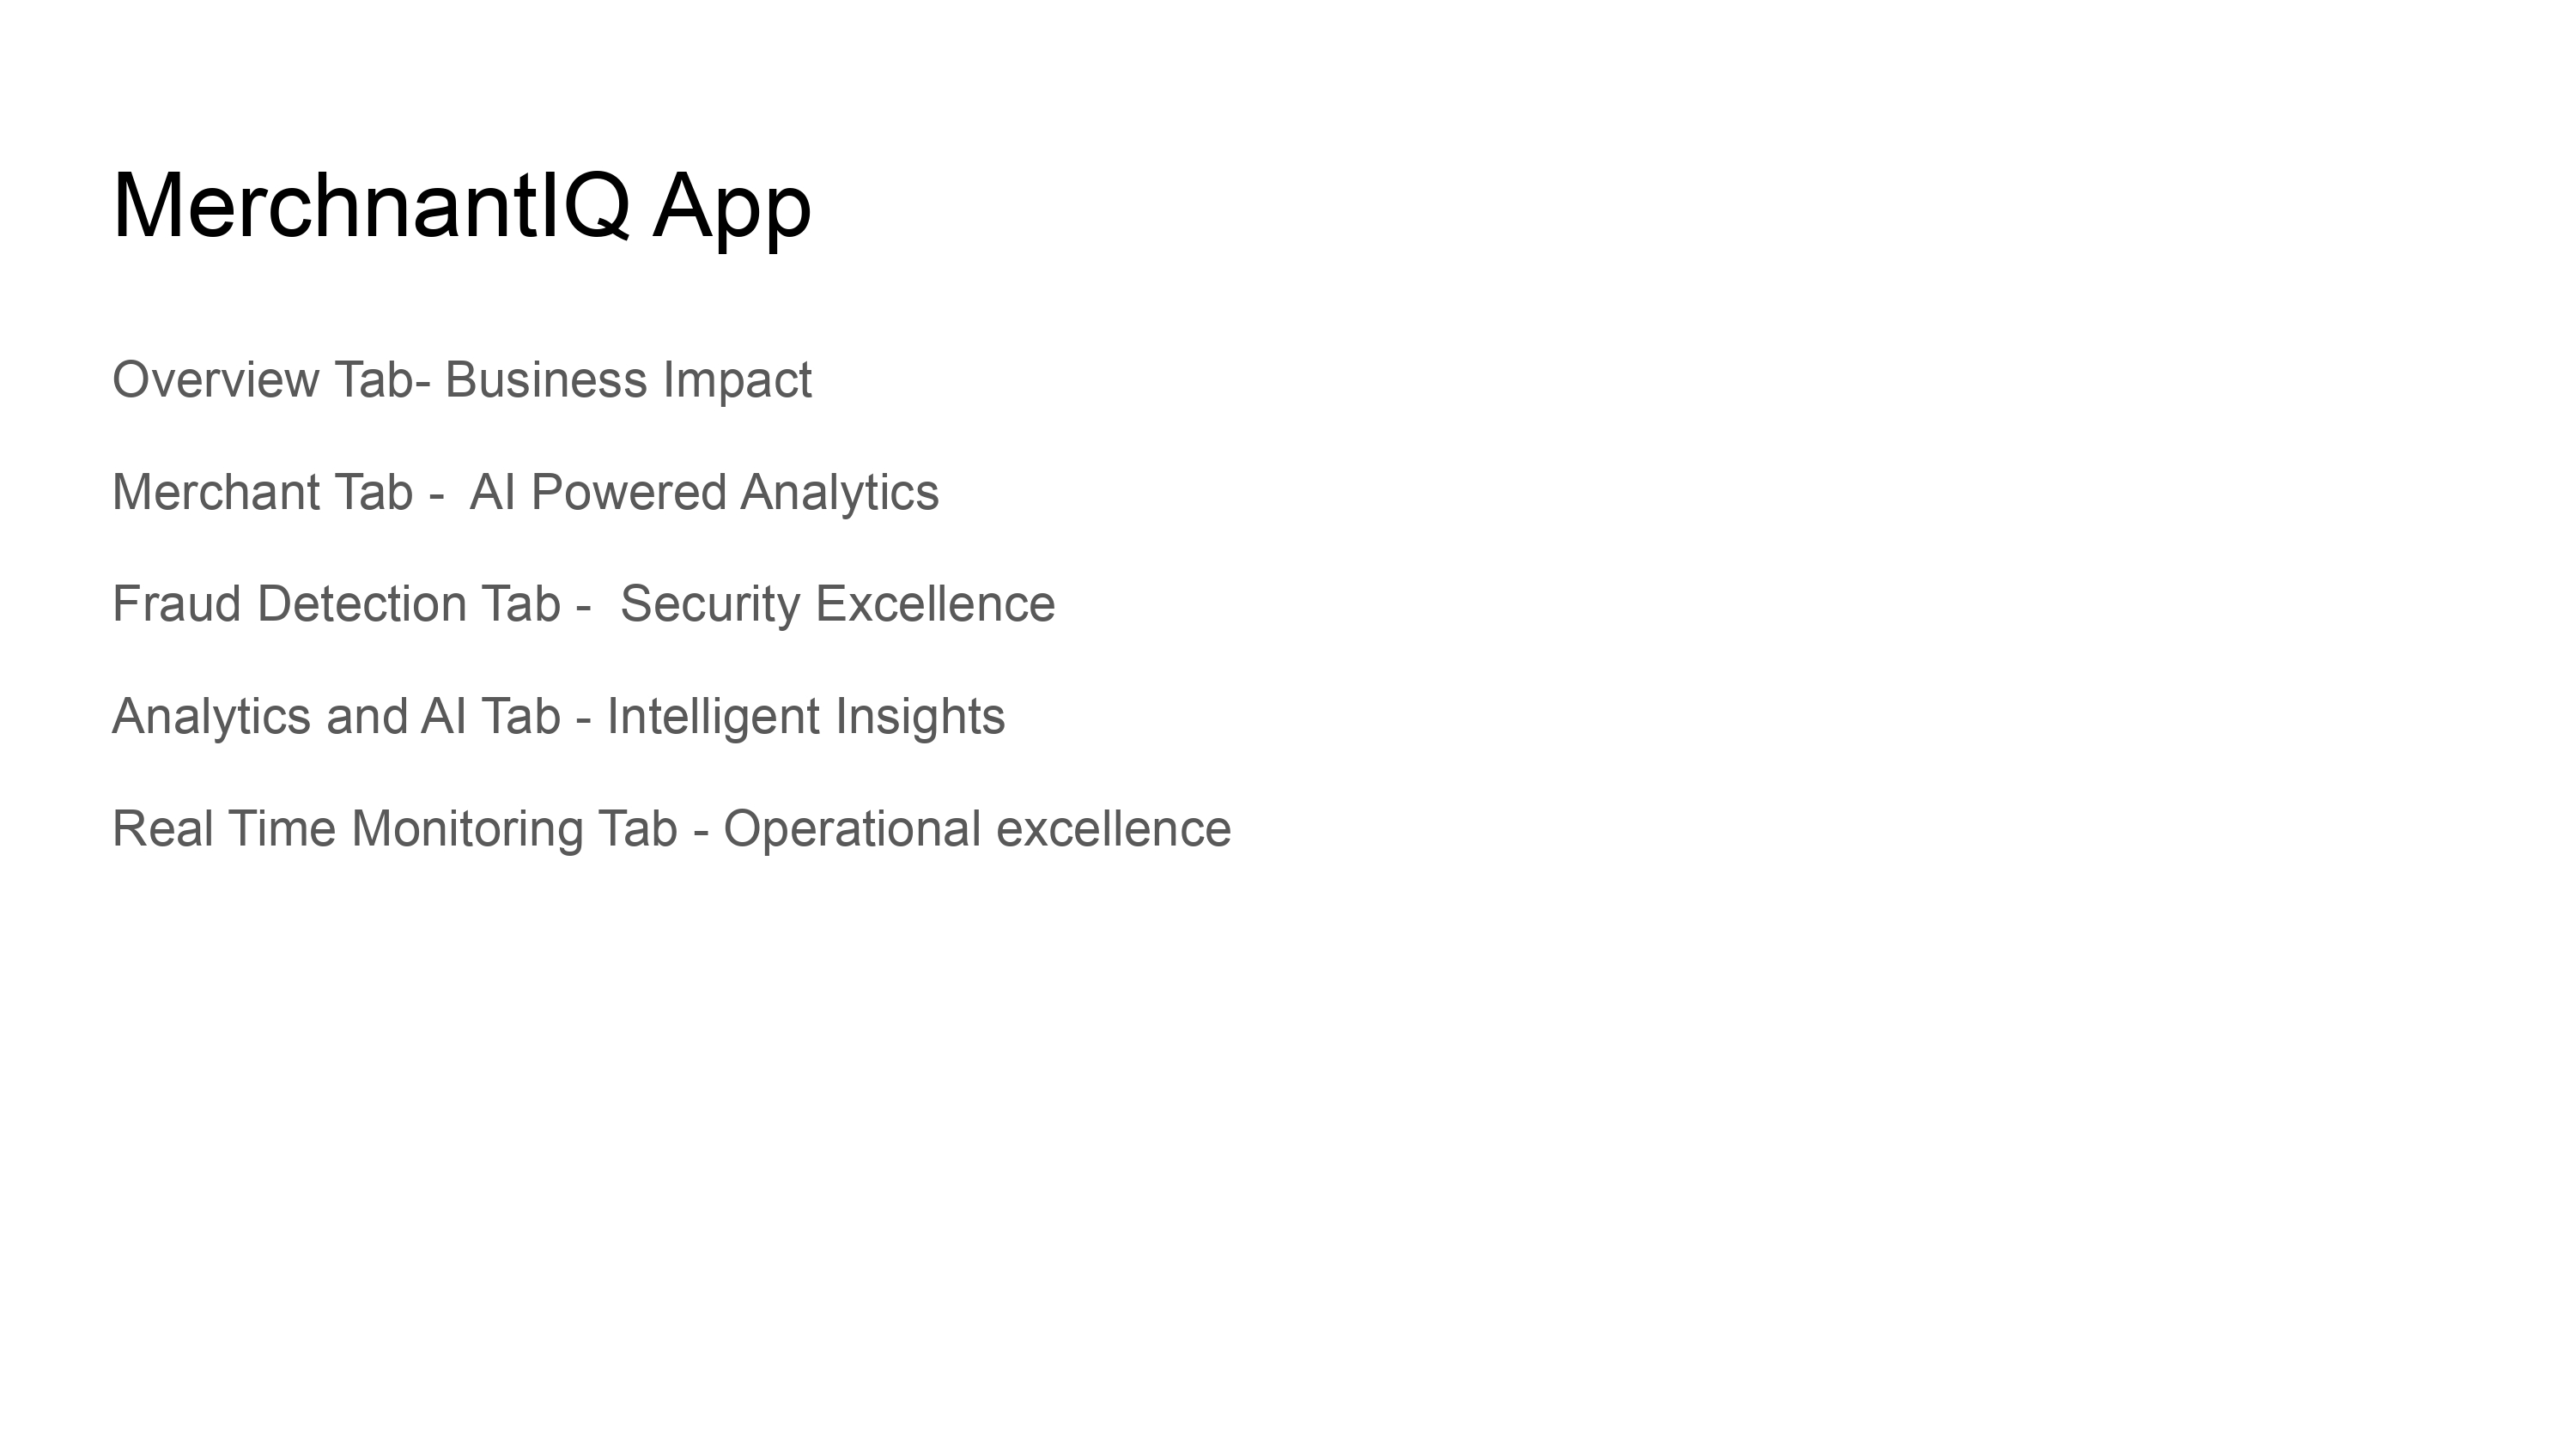 MerchnantIQ App
Overview Tab- Business Impact
Merchant Tab -  AI Powered Analytics
Fraud Detection Tab -  Security Excellence
Analytics and AI Tab - Intelligent Insights
Real Time Monitoring Tab - Operational excellence